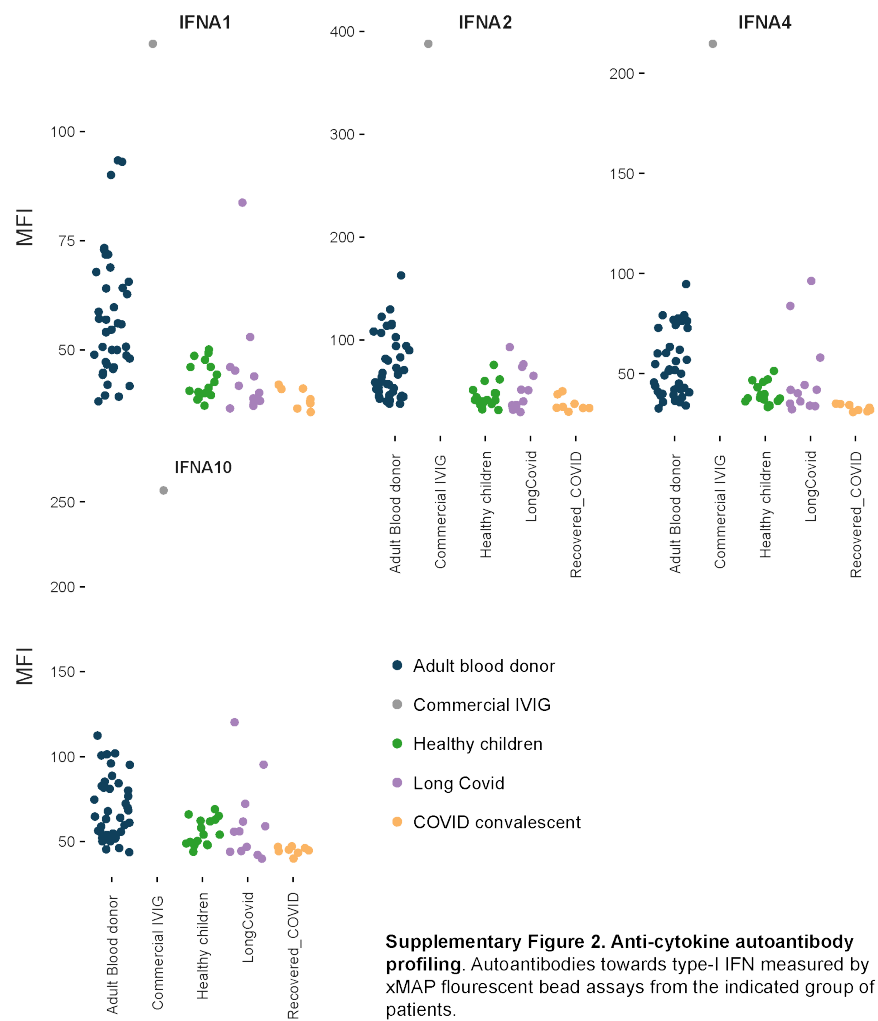 IFNA1
IFNA2
IFNA4
MFI
100
75
50
400
300
200
100
200
150
100
50
Adult Blood donor
Commercial IVIG
Healthy children
LongCovid
Recovered_COVID
Adult Blood donor
Commercial IVIG
Healthy children
LongCovid
Recovered_COVID
IFNA10
MFI
250
200
150
100
50
Adult Blood donor
Commercial IVIG
Healthy children
LongCovid
Recovered_COVID
Adult blood donor
Commercial IVIG
Healthy children
Long Covid
COVID convalescent
Supplementary Figure 2. Anti-cytokine autoantibody
profiling. Autoantibodies towards type-I IFN measured by
xMAP flourescent bead assays from the indicated group of
patients.